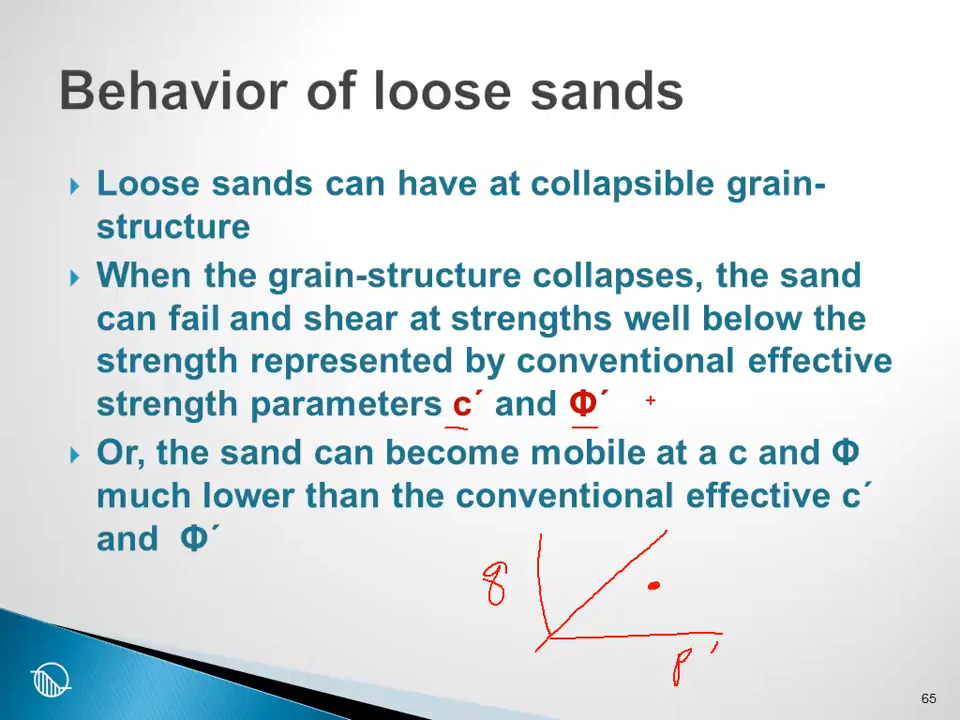 Behavior of loose sands
Loose sands can have at collapsible grain-
structure
When the grain-structure collapses, the sand
can fail and shear at strengths well below the
strength represented by conventional effective
strength parameters c´ and Φ´
Or, the sand can become mobile at a c and Φ
much lower than the conventional effective c´
and Φ´
q
p'
65